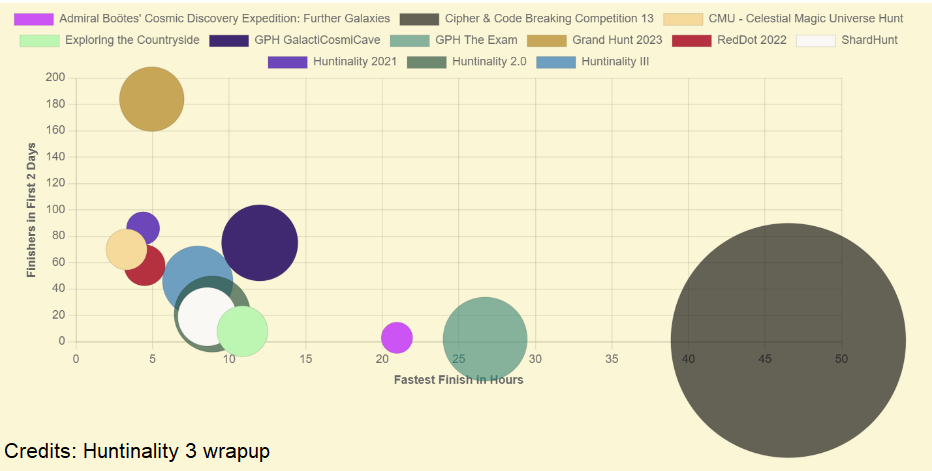 Admiral Boötes' Cosmic Discovery Expedition: Further Galaxies Cipher & Code Breaking Competition 13 CMU - Celestial Magic Universe Hunt
Exploring the Countryside GPH GalactiCosmiCave GPH The Exam Grand Hunt 2023 RedDot 2022 ShardHunt
Huntinality 2021 Huntinality 2.0 Huntinality III
Finishers in First 2 Days
200
180
160
140
120
100
80
60
40
20
0
0 5 10 15 20 25 30 35 40 45 50
Fastest Finish in Hours
Credits: Huntinality 3 wrapup